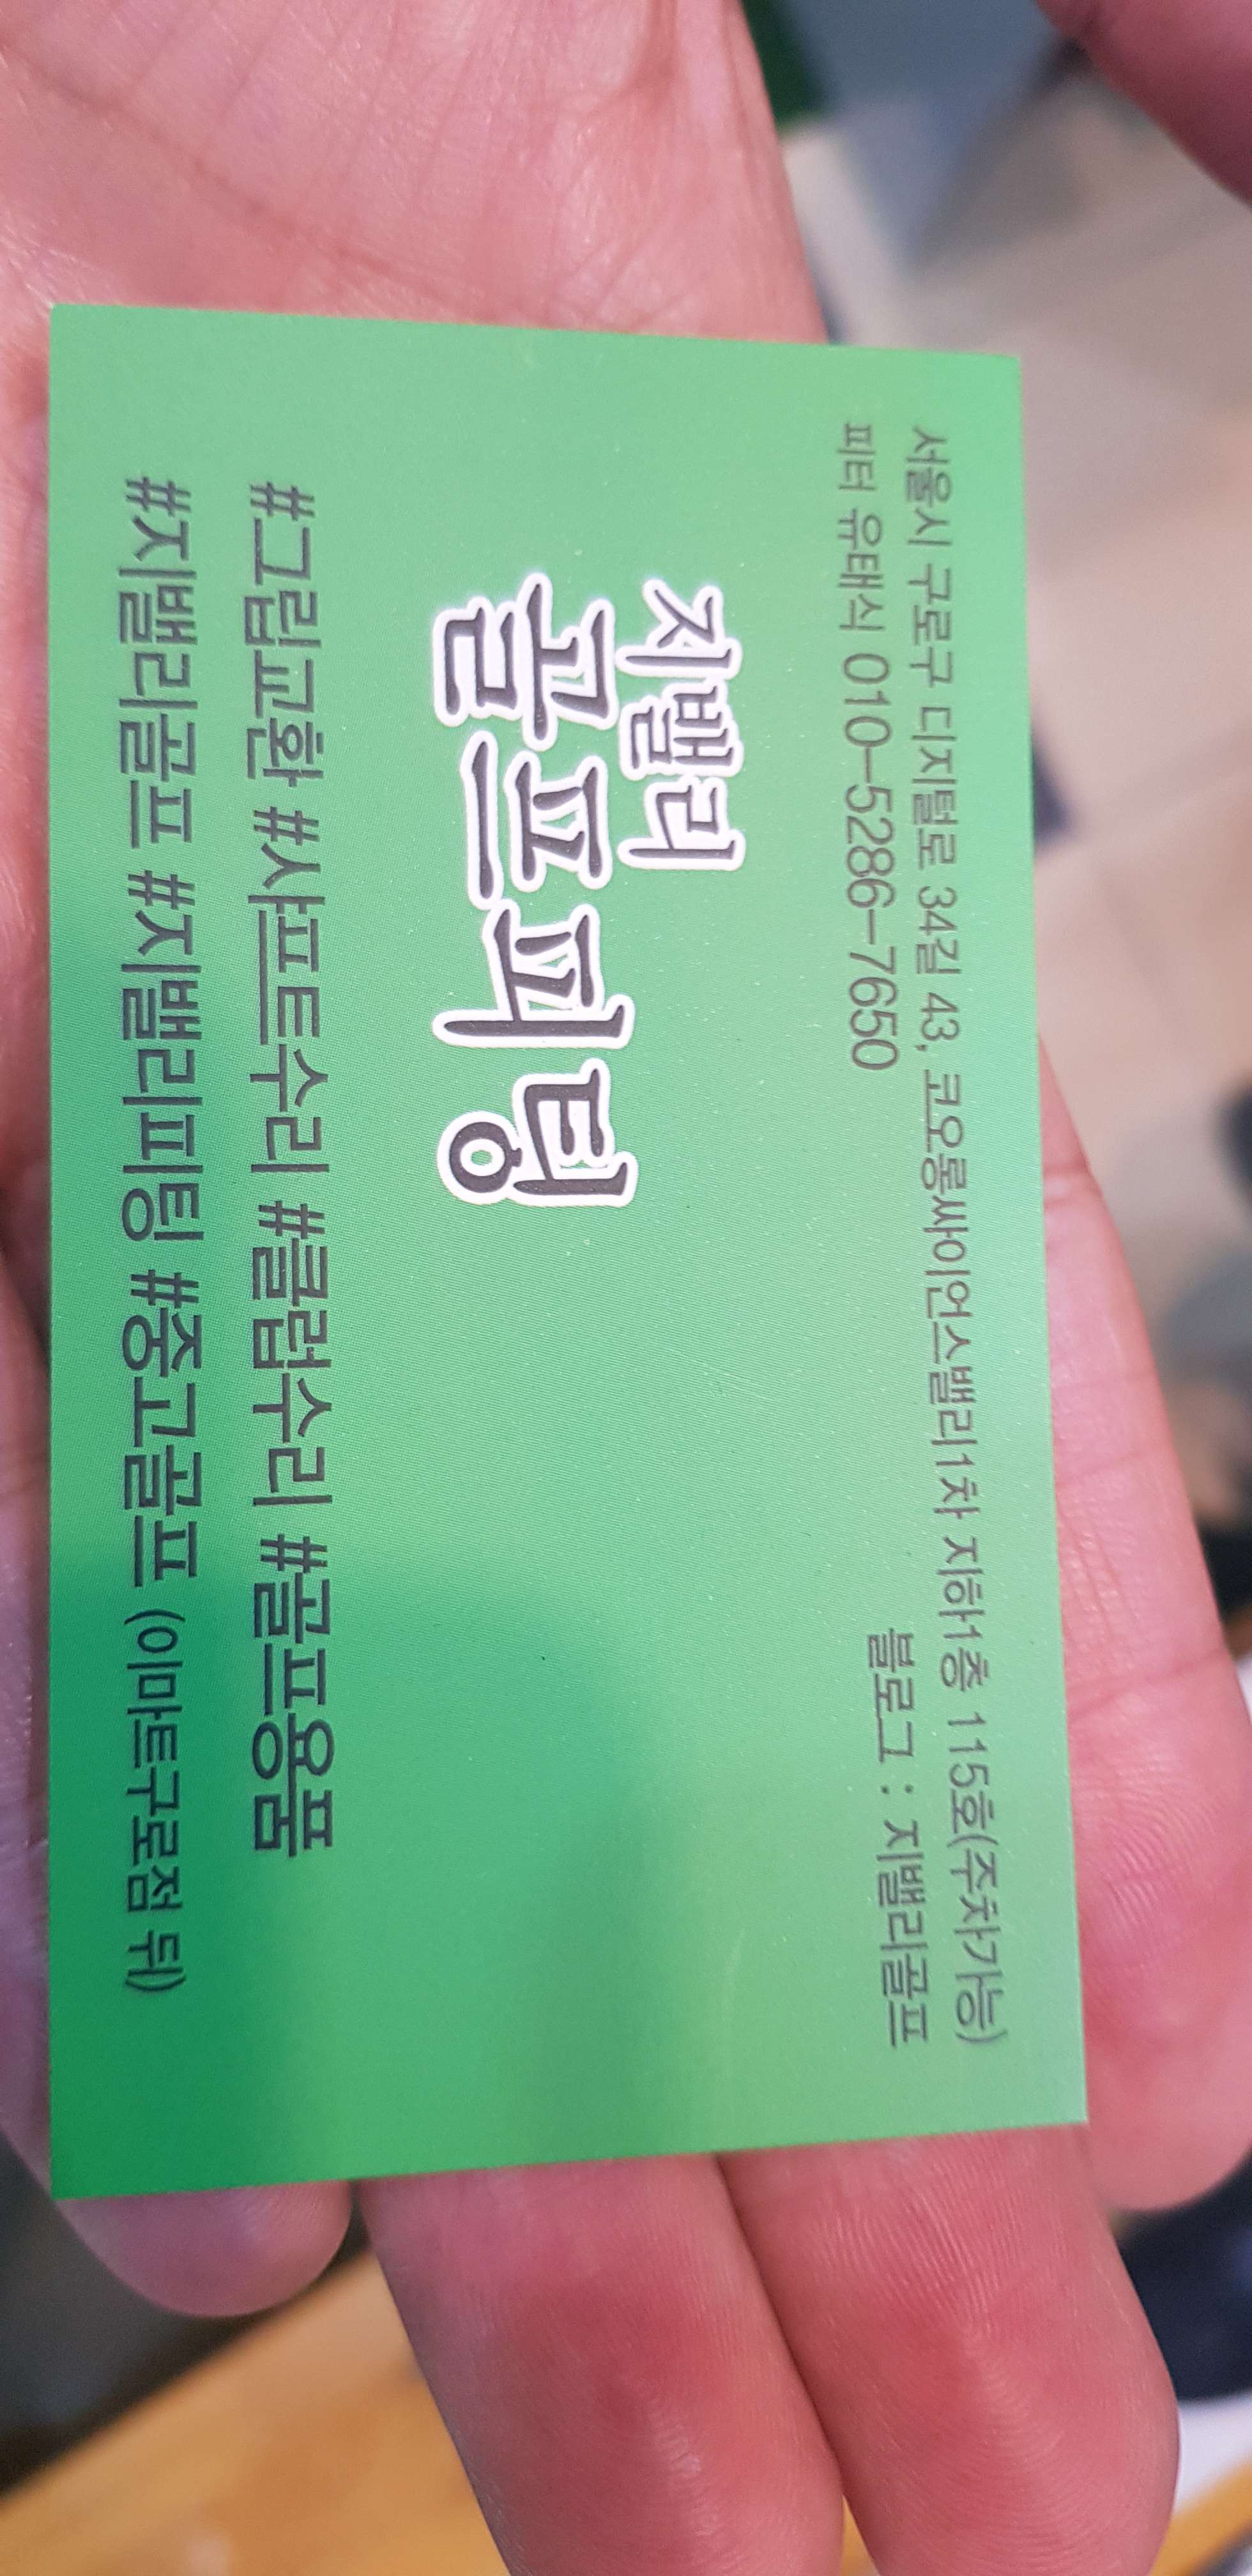 서울시 구로구 디지털로 34길 43, 코오롱싸이언스밸리1차 지하1층 115호(주차가능)
피터 유태식 010-5286-7650
블로그 : 지밸리골프
지밸리
골프피팅
#그립교환 #샤프트수리 #클럽수리 #골프용품
#지밸리골프 #지밸리피팅 #중고골프 (이마트구로점 뒤)